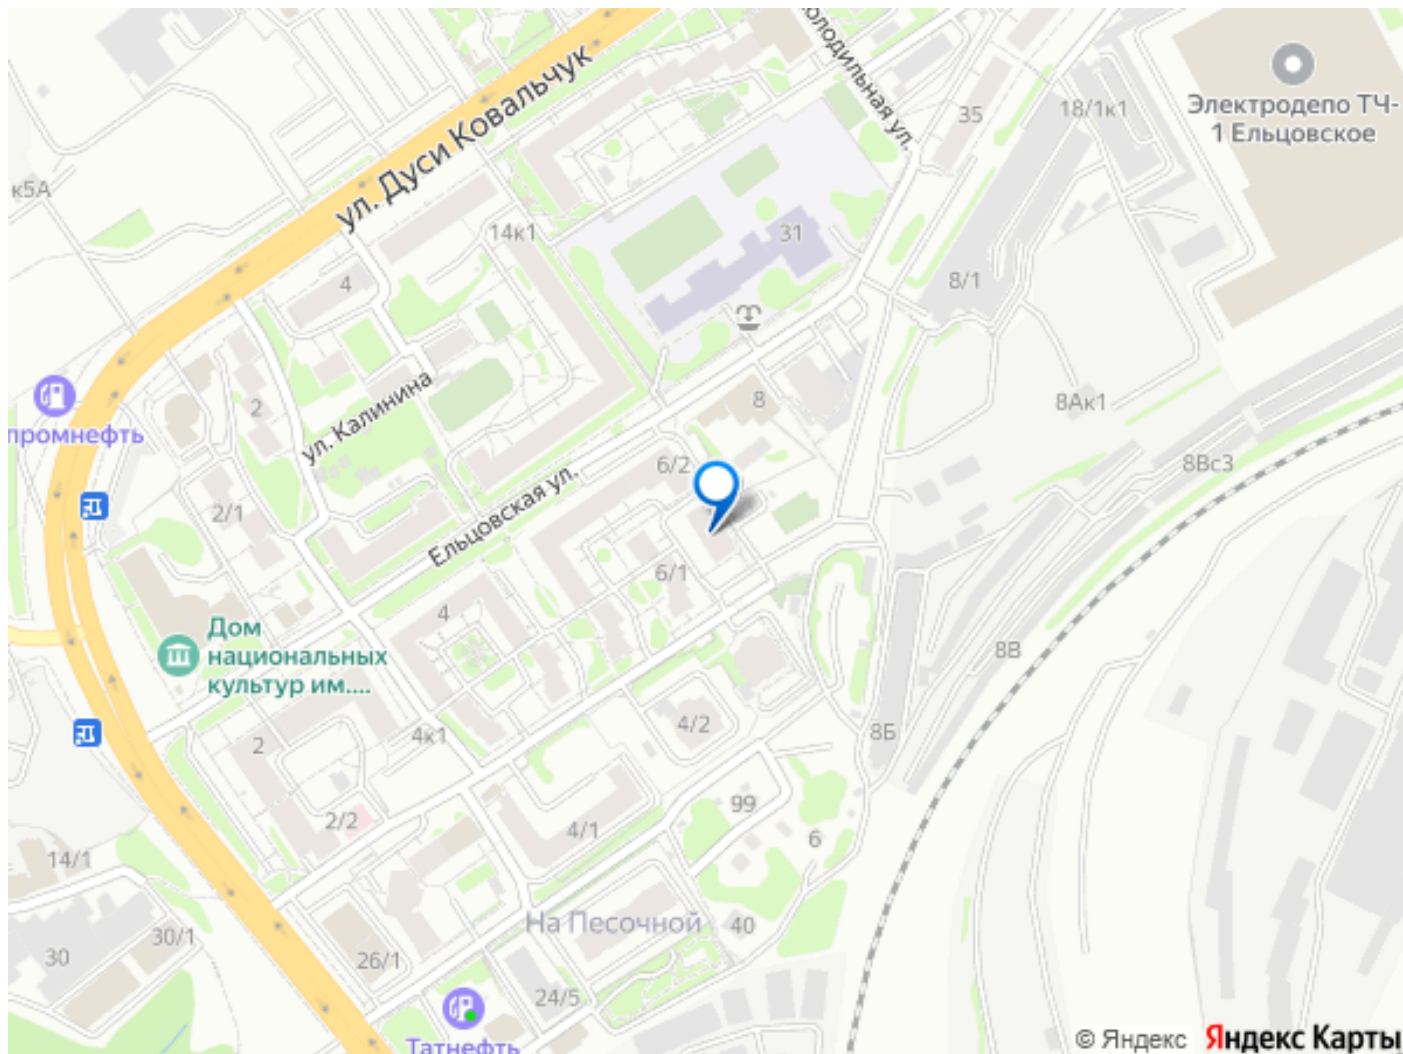 олодильная ул.
ул. Дуси Ковальчук
35
18/1к1
Электродепо ТЧ-
1 Ельцовское
к5А
14к1
31
4
8/1
2
ул. Калинина
8
8Ак1
промнефть
6/2
8Вс3
2/1
Ельцовская ул.
6/1
4
Дом
национальных
культур им....
8В
4/2
4к1
2
8Б
99
2/2
4/1
6
14/1
На Песочной
40
30/1
30
26/1
24/5
Татнефть
© Яндекс Яндекс Карты